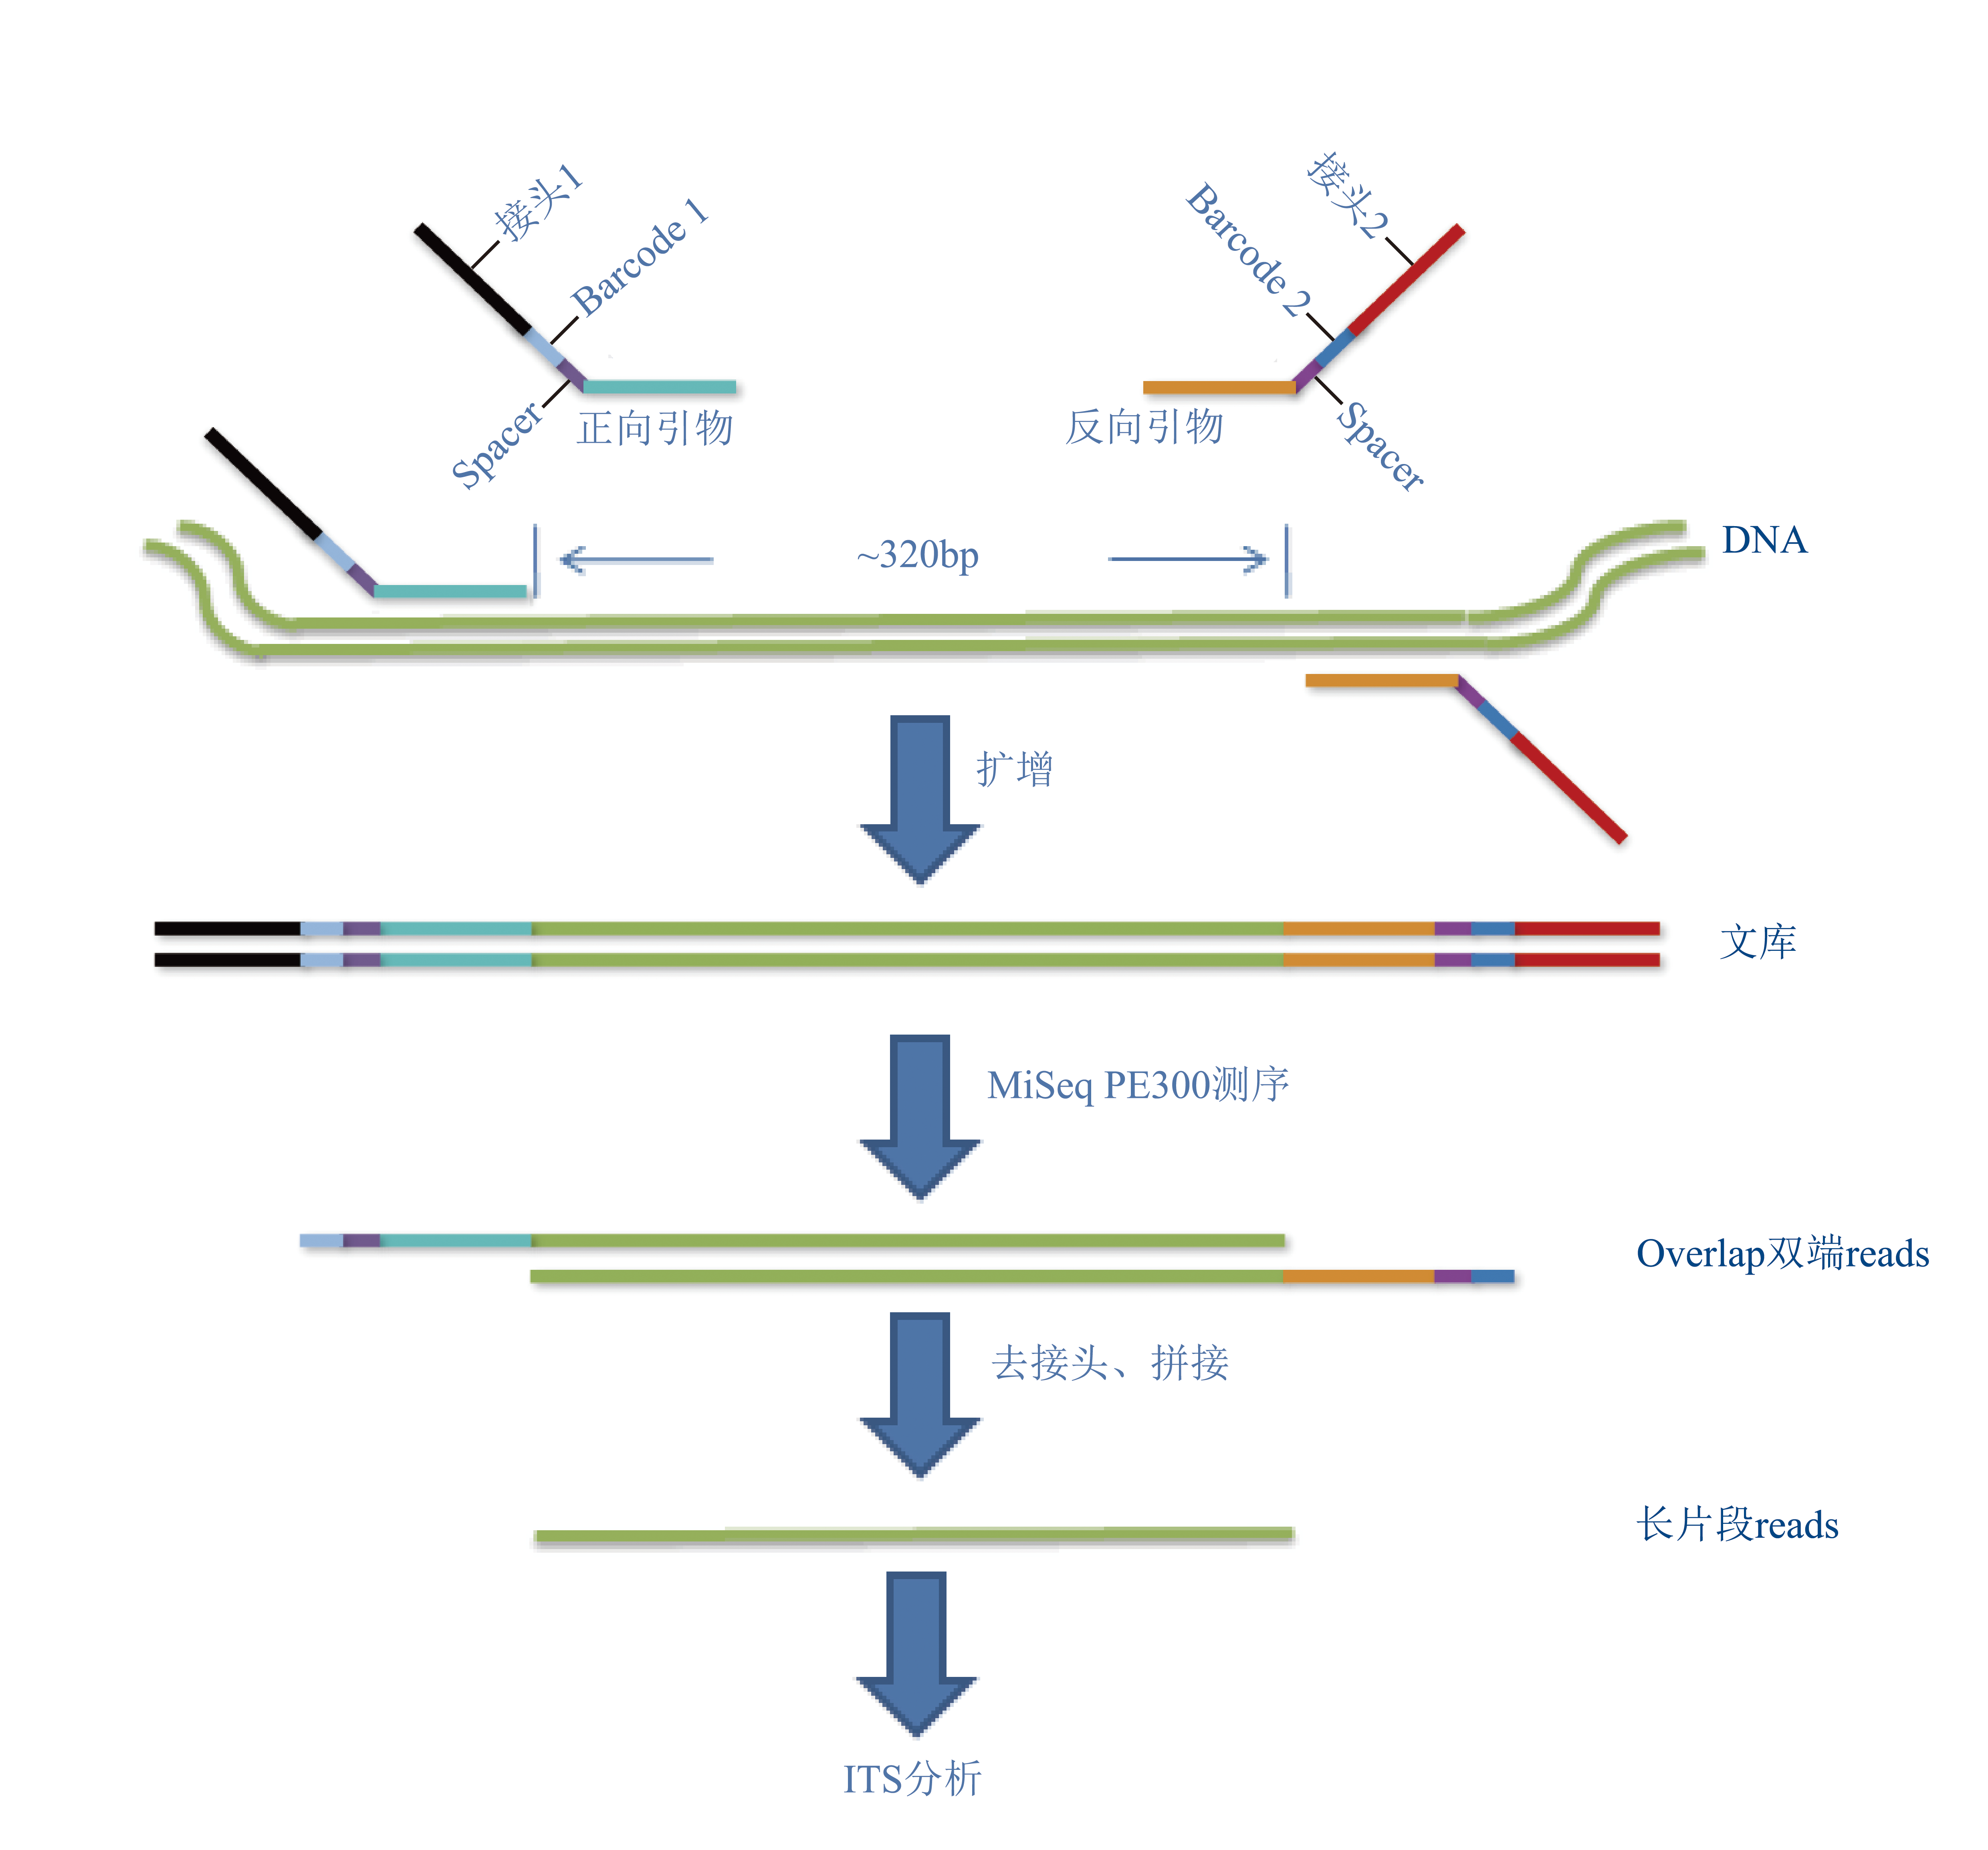 接头1
Barcode 1
Spacer
正向引物
接头2
Barcode 2
Spacer
反向引物
~320bp
DNA
扩增
文库
MiSeq PE300测序
Overlap双端reads
去接头、拼接
长片段reads
ITS分析